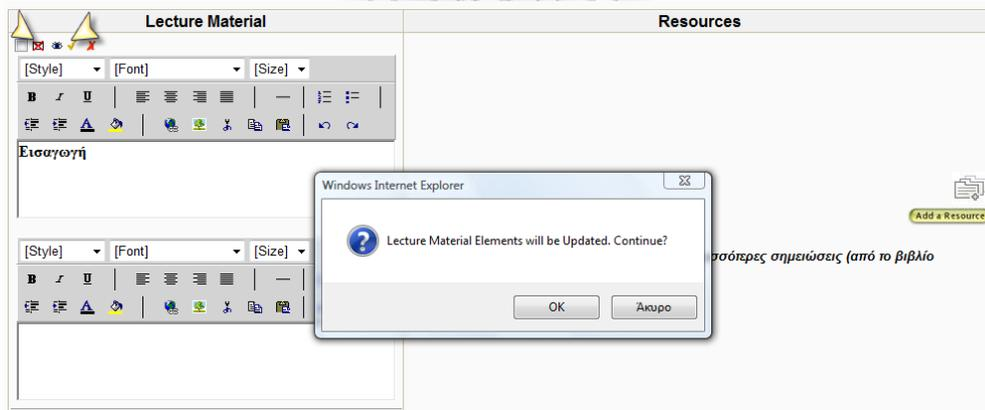 Lecture Material
Resources
[Style] [Font] [Size]
B I U
A
Εισαγωγή
Windows Internet Explorer
Lecture Material Elements will be Updated. Continue?
OK Άκυρο
Add a Resource
[Style] [Font] [Size]
B I U
A
σσότερες σημειώσεις (από το βιβλίο